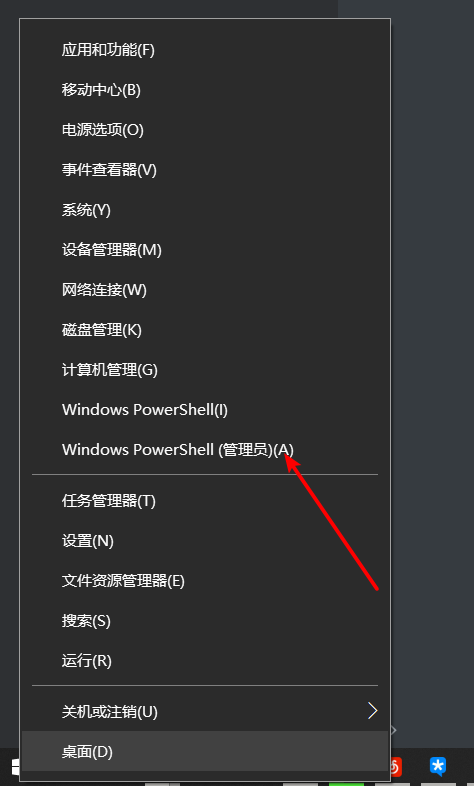 应用和功能(F)
移动中心(B)
电源选项(O)
事件查看器(V)
系统(Y)
设备管理器(M)
网络连接(W)
磁盘管理(K)
计算机管理(G)
Windows PowerShell(I)
Windows PowerShell (管理员)(A)
任务管理器(T)
设置(N)
文件资源管理器(E)
搜索(S)
运行(R)
关机或注销(U)
桌面(D)